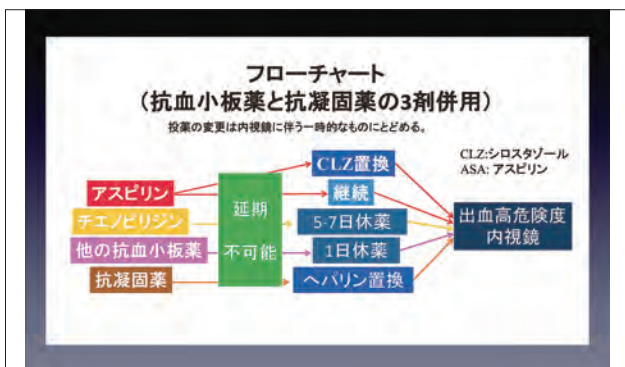 フローチャート
(抗血小板薬と抗凝固薬の3剤併用)
投薬の変更は内視鏡に伴う一時的なものにとどめる。
CLZ:シロスタゾール
ASA: アスピリン
アスピリン
チエノピリジン
他の抗血小板薬
抗凝固薬
延期
不可能
CLZ置換
継続
5-7日休薬
1日休薬
ヘパリン置換
出血高危険度
内視鏡